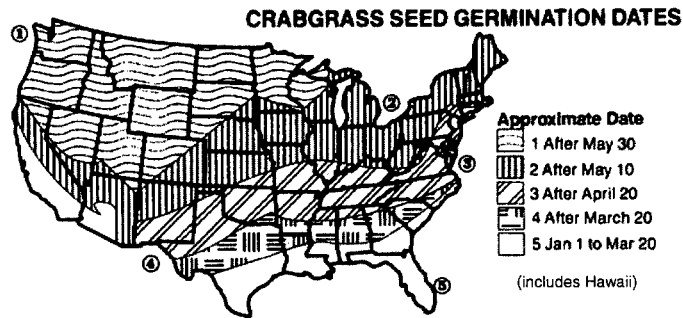 CRABGRASS SEED GERMINATION DATES
①
②
③
④
⑤
Approximate Date
1 After May 30
2 After May 10
3 After April 20
4 After March 20
5 Jan 1 to Mar 20
(includes Hawaii)